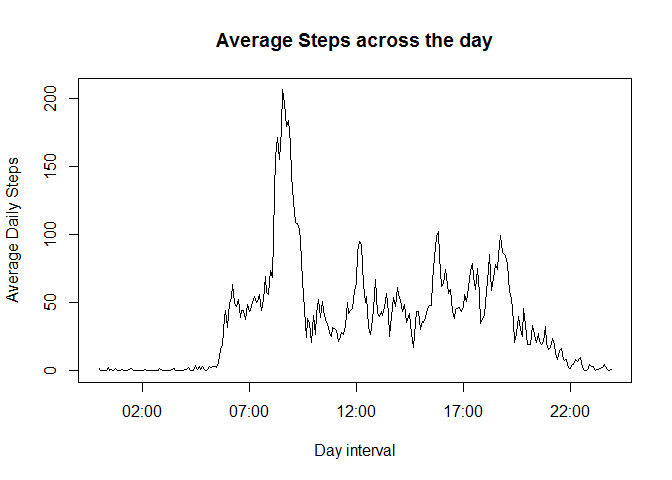 Average Steps across the day
Average Daily Steps
200
150
100
50
0
02:00 07:00 12:00 17:00 22:00
Day interval